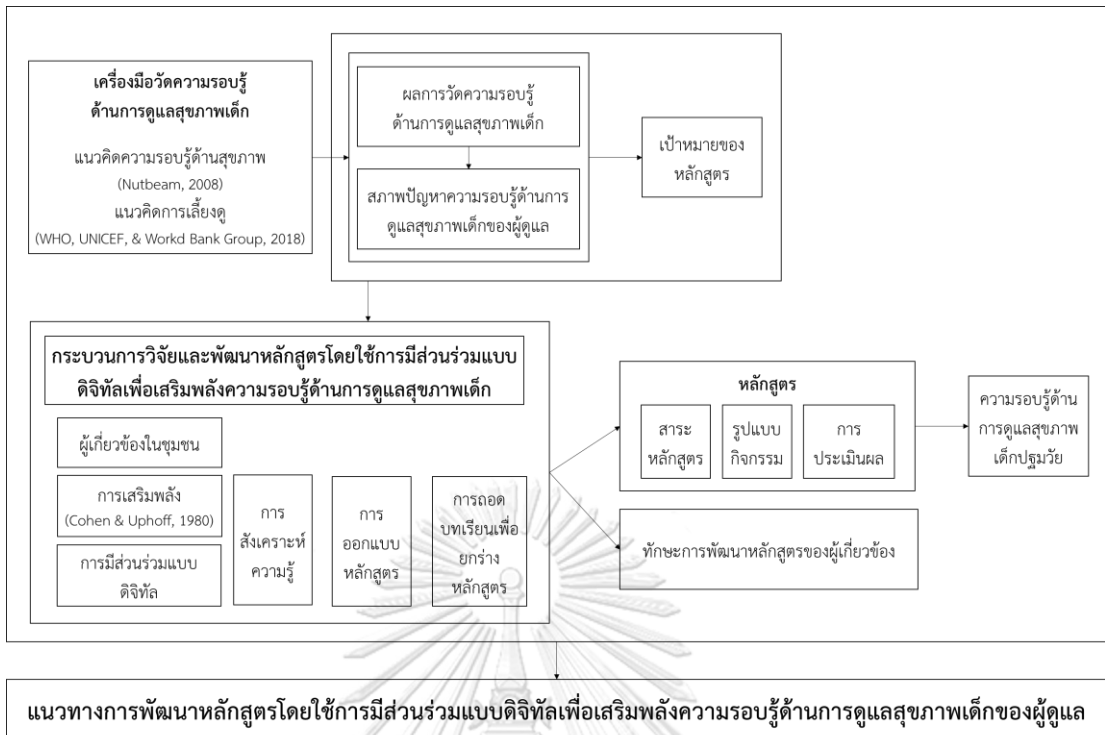 เครื่องมือวัดความรอบรู้
ด้านการดูแลสุขภาพเด็ก
แนวคิดความรอบรู้ด้านสุขภาพ
(Nutbeam, 2008)
แนวคิดการเลี้ยงดู
(WHO, UNICEF, & Workd Bank Group, 2018)
ผลการวัดความรอบรู้
ด้านการดูแลสุขภาพเด็ก
สภาพปัญหาความรอบรู้ด้านการ
ดูแลสุขภาพเด็กของผู้ดูแล
เป้าหมายของ
หลักสูตร
กระบวนการวิจัยและพัฒนาหลักสูตรโดยใช้การมีส่วนร่วมแบบ
ดิจิทัลเพื่อเสริมพลังความรอบรู้ด้านการดูแลสุขภาพเด็ก
ผู้เกี่ยวข้องในชุมชน
การเสริมพลัง
(Cohen & Uphoff, 1980)
การมีส่วนร่วมแบบ
ดิจิทัล
การ
สังเคราะห์
ความรู้
การ
ออกแบบ
หลักสูตร
การถอด
บทเรียนเพื่อ
ยกร่าง
หลักสูตร
หลักสูตร
สาระ
หลักสูตร
รูปแบบ
กิจกรรม
การ
ประเมินผล
ความรอบรู้ด้าน
การดูแลสุขภาพ
เด็กปฐมวัย
ทักษะการพัฒนาหลักสูตรของผู้เกี่ยวข้อง
แนวทางการพัฒนาหลักสูตรโดยใช้การมีส่วนร่วมแบบดิจิทัลเพื่อเสริมพลังความรอบรู้ด้านการดูแลสุขภาพเด็กของผู้ดูแล